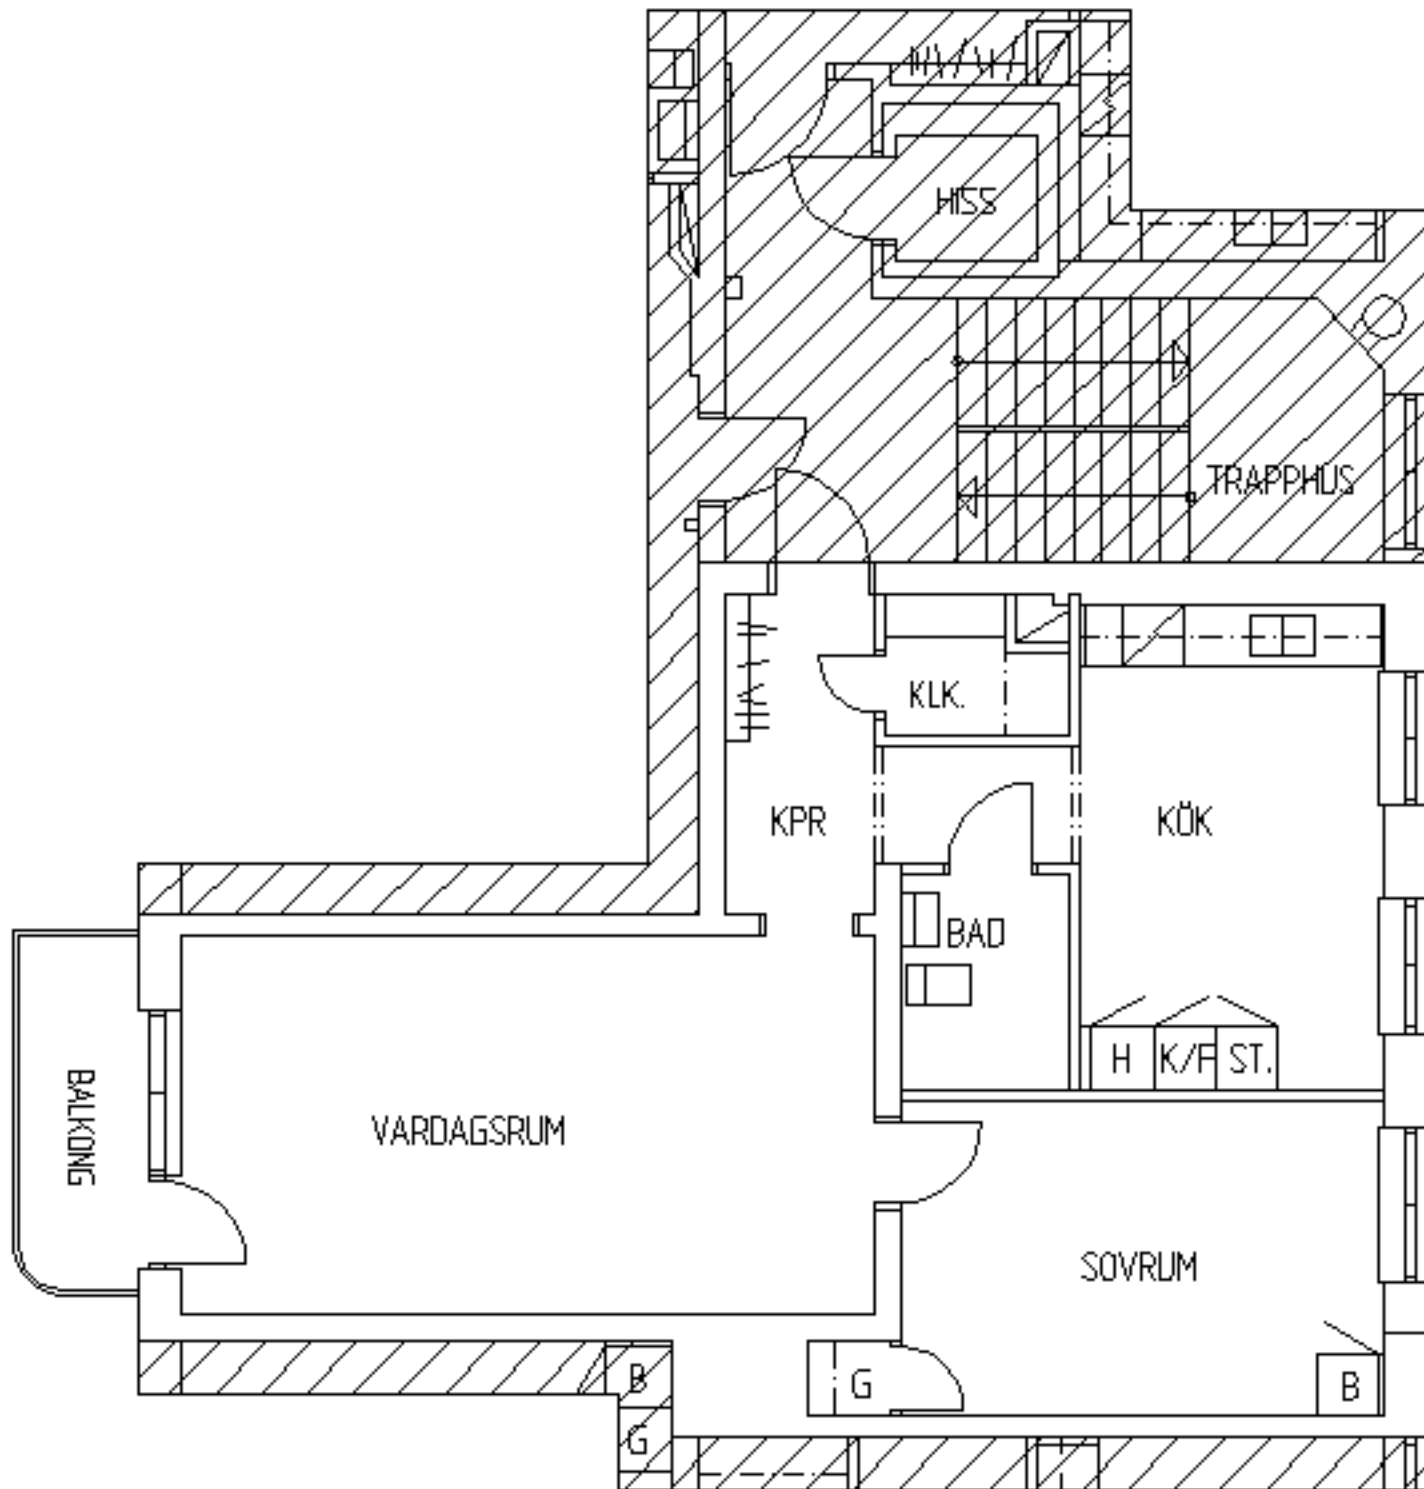 HISS
TRAPPHUS
KLK.
KPR
KÖK
BAD
H K/F ST.
BALKONG
VARDAGSRUM
SOVRUM
B
G
B
G